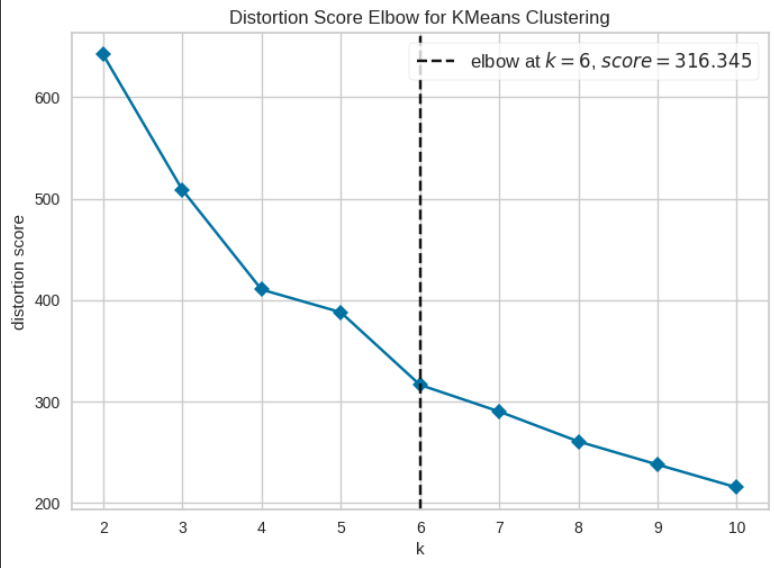 Distortion Score Elbow for KMeans Clustering
elbow at k = 6, score = 316.345
distortion score
600
500
400
300
200
2 3 4 5 6 7 8 9 10
k